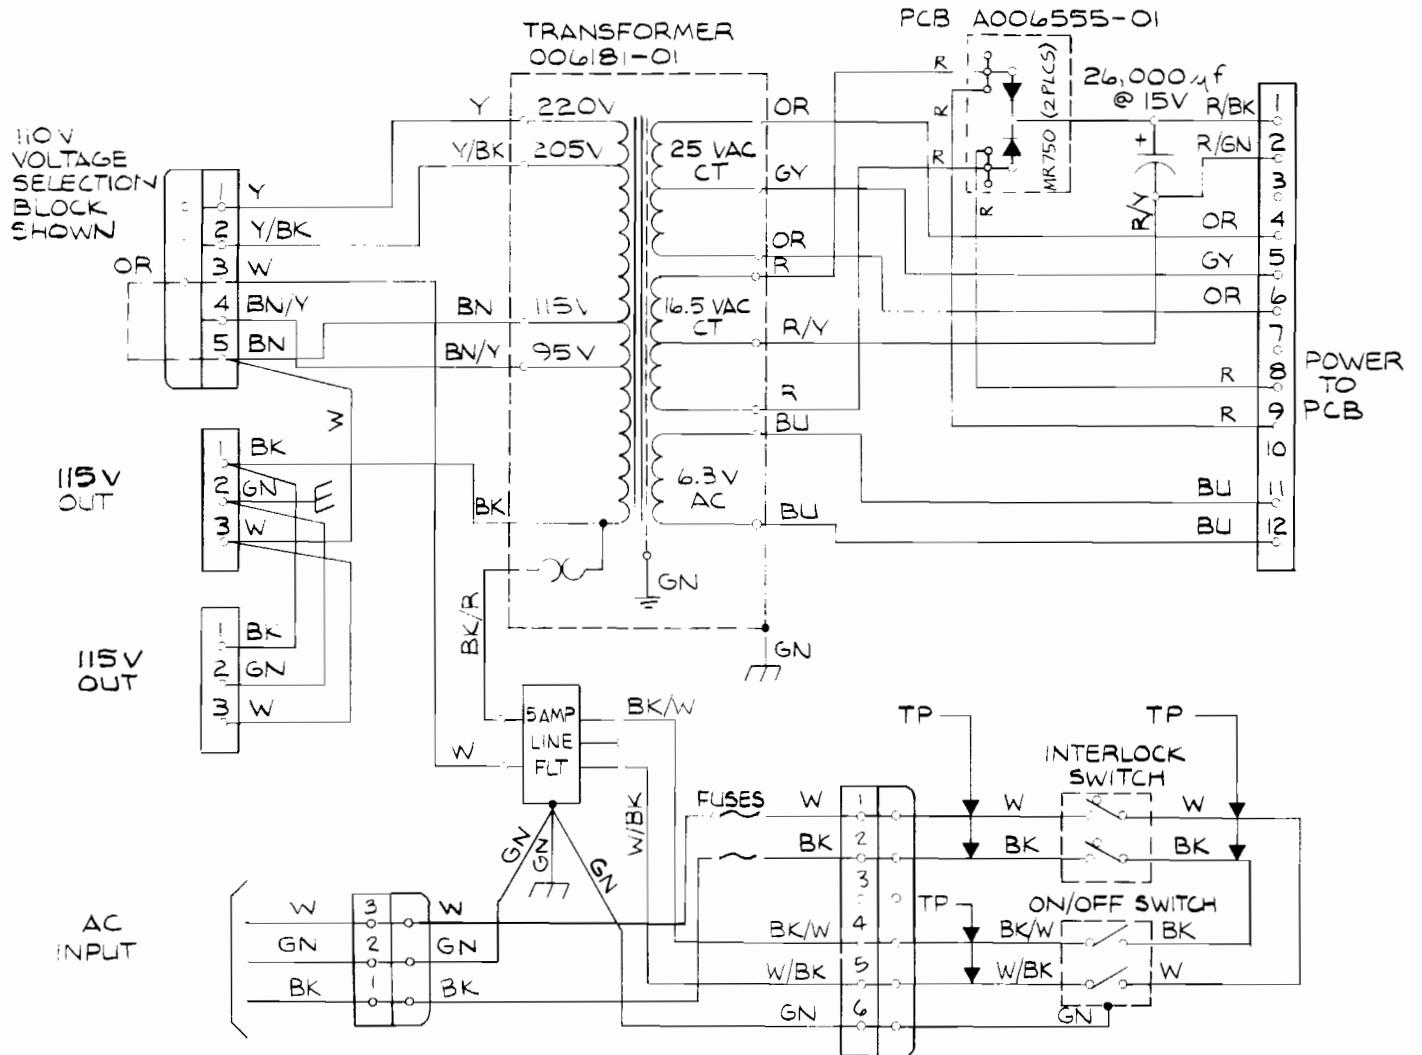 PCB A006555-01
TRANSFORMER
006181-01
26,000 µf
@ 15V
MR750 (2 PLCS)
R
R
R
R
110V
VOLTAGE
SELECTION
BLOCK
SHOWN
OR
1 Y
2 Y/BK
3 W
4 BN/Y
5 BN
W
Y
Y/BK
BN
BN/Y
BK
220V
205V
115V
95V
25 VAC
CT
16.5 VAC
CT
6.3V
AC
OR
GY
OR
R
R/Y
R
BU
BU
GN
GN
+
R/Y
R/BK
R/GN
OR
GY
OR
R
R
BU
BU
1
2
3
4
5
6
7
8
9
10
11
12
POWER
TO
PCB
115V
OUT
1 BK
2 GN
3 W
115V
OUT
1 BK
2 GN
3 W
BK/R
W
5 AMP
LINE
FLT
BK/W
W/BK
GN
GN
GN
FUSES
W
BK
BK/W
W/BK
GN
1
2
3
4
5
6
TP
TP
TP
INTERLOCK
SWITCH
W
W
BK
BK
ON/OFF SWITCH
BK/W
BK
W/BK
W
GN
AC
INPUT
W 3 W
GN 2 GN
BK 1 BK